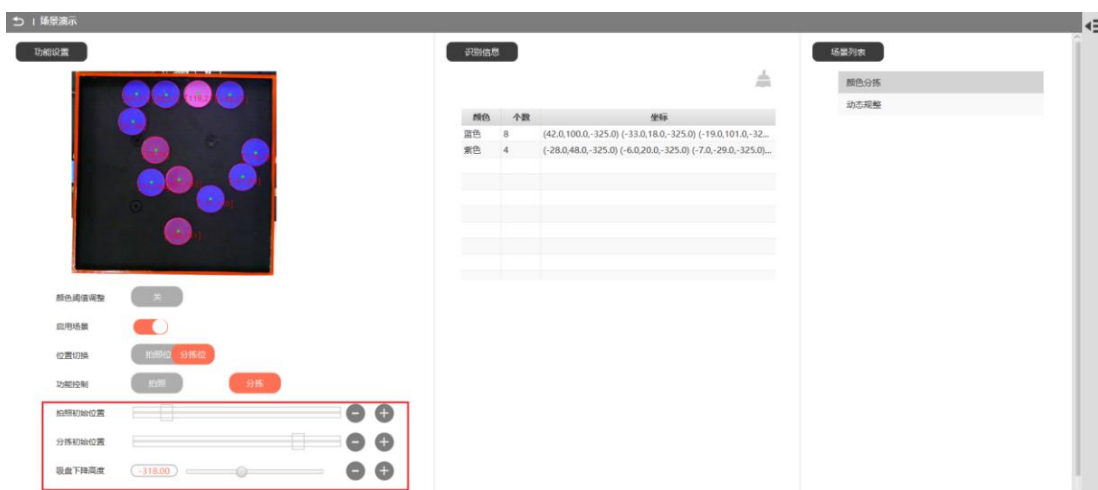 场景演示
功能设置
颜色阈值调整 关
启用场景
位置切换 拍照位 分拣位
功能控制 拍照 分拣
拍照初始位置
分拣初始位置
吸盘下降高度 -318.00
识别信息
颜色 个数 坐标
蓝色 8 (42.0,100.0,-325.0) (-33.0,18.0,-325.0) (-19.0,101.0,-32...
紫色 4 (-28.0,48.0,-325.0) (-6.0,20.0,-325.0) (-7.0,-29.0,-325.0)...
场景列表
颜色分拣
动态规整